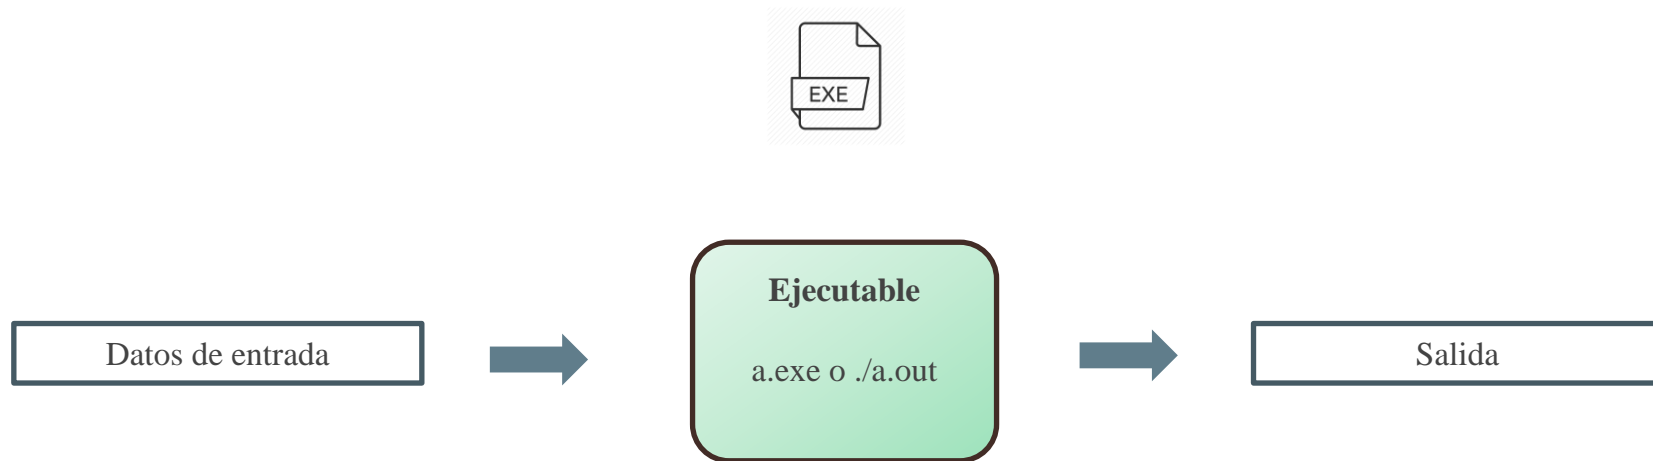 EXE
Ejecutable
Datos de entrada
a.exe o ./a.out
Salida